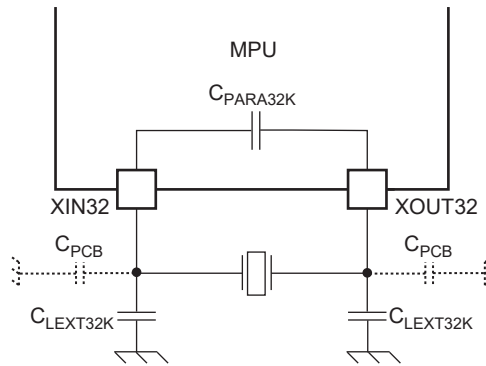 MPU
CPARA32K
XIN32
XOUT32
CPCB
CPCB
CLEXT32K
CLEXT32K